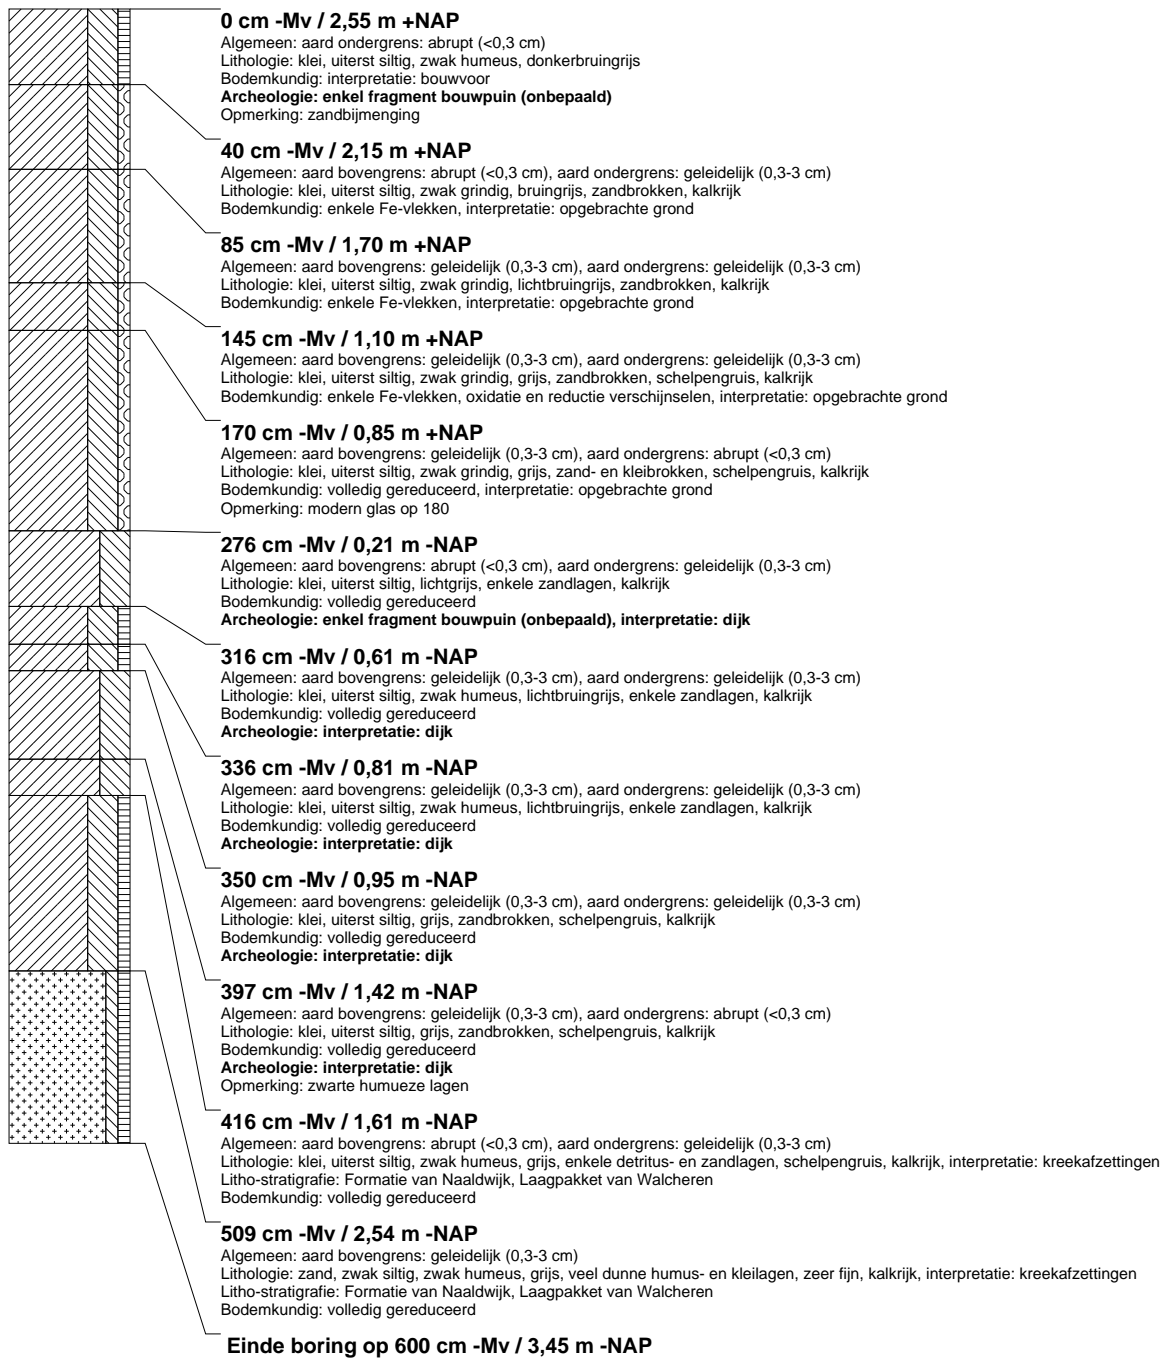 0 cm -Mv / 2,55 m +NAP
Algemeen: aard ondergrens: abrupt (<0,3 cm)
Lithologie: klei, uiterst siltig, zwak humeus, donkerbruingrijs
Bodemkundig: interpretatie: bouwvoor
Archeologie: enkel fragment bouwpuin (onbepaald)
Opmerking: zandbijmenging
40 cm -Mv / 2,15 m +NAP
Algemeen: aard bovengrens: abrupt (<0,3 cm), aard ondergrens: geleidelijk (0,3-3 cm)
Lithologie: klei, uiterst siltig, zwak grindig, bruingrijs, zandbrokken, kalkrijk
Bodemkundig: enkele Fe-vlekken, interpretatie: opgebrachte grond
85 cm -Mv / 1,70 m +NAP
Algemeen: aard bovengrens: geleidelijk (0,3-3 cm), aard ondergrens: geleidelijk (0,3-3 cm)
Lithologie: klei, uiterst siltig, zwak grindig, lichtbruingrijs, zandbrokken, kalkrijk
Bodemkundig: enkele Fe-vlekken, interpretatie: opgebrachte grond
145 cm -Mv / 1,10 m +NAP
Algemeen: aard bovengrens: geleidelijk (0,3-3 cm), aard ondergrens: geleidelijk (0,3-3 cm)
Lithologie: klei, uiterst siltig, zwak grindig, grijs, zandbrokken, schelpengruis, kalkrijk
Bodemkundig: enkele Fe-vlekken, oxidatie en reductie verschijnselen, interpretatie: opgebrachte grond
170 cm -Mv / 0,85 m +NAP
Algemeen: aard bovengrens: geleidelijk (0,3-3 cm), aard ondergrens: abrupt (<0,3 cm)
Lithologie: klei, uiterst siltig, zwak grindig, grijs, zand- en kleibrokken, schelpengruis, kalkrijk
Bodemkundig: volledig gereduceerd, interpretatie: opgebrachte grond
Opmerking: modern glas op 180
276 cm -Mv / 0,21 m -NAP
Algemeen: aard bovengrens: abrupt (<0,3 cm), aard ondergrens: geleidelijk (0,3-3 cm)
Lithologie: klei, uiterst siltig, lichtgrijs, enkele zandlagen, kalkrijk
Bodemkundig: volledig gereduceerd
Archeologie: enkel fragment bouwpuin (onbepaald), interpretatie: dijk
316 cm -Mv / 0,61 m -NAP
Algemeen: aard bovengrens: geleidelijk (0,3-3 cm), aard ondergrens: geleidelijk (0,3-3 cm)
Lithologie: klei, uiterst siltig, zwak humeus, lichtbruingrijs, enkele zandlagen, kalkrijk
Bodemkundig: volledig gereduceerd
Archeologie: interpretatie: dijk
336 cm -Mv / 0,81 m -NAP
Algemeen: aard bovengrens: geleidelijk (0,3-3 cm), aard ondergrens: geleidelijk (0,3-3 cm)
Lithologie: klei, uiterst siltig, zwak humeus, lichtbruingrijs, enkele zandlagen, kalkrijk
Bodemkundig: volledig gereduceerd
Archeologie: interpretatie: dijk
350 cm -Mv / 0,95 m -NAP
Algemeen: aard bovengrens: geleidelijk (0,3-3 cm), aard ondergrens: geleidelijk (0,3-3 cm)
Lithologie: klei, uiterst siltig, grijs, zandbrokken, schelpengruis, kalkrijk
Bodemkundig: volledig gereduceerd
Archeologie: interpretatie: dijk
397 cm -Mv / 1,42 m -NAP
Algemeen: aard bovengrens: geleidelijk (0,3-3 cm), aard ondergrens: abrupt (<0,3 cm)
Lithologie: klei, uiterst siltig, grijs, zandbrokken, schelpengruis, kalkrijk
Bodemkundig: volledig gereduceerd
Archeologie: interpretatie: dijk
Opmerking: zwarte humueze lagen
416 cm -Mv / 1,61 m -NAP
Algemeen: aard bovengrens: abrupt (<0,3 cm), aard ondergrens: geleidelijk (0,3-3 cm)
Lithologie: klei, uiterst siltig, zwak humeus, grijs, enkele detritus- en zandlagen, schelpengruis, kalkrijk, interpretatie: kreekafzettingen
Litho-stratigrafie: Formatie van Naaldwijk, Laagpakket van Walcheren
Bodemkundig: volledig gereduceerd
509 cm -Mv / 2,54 m -NAP
Algemeen: aard bovengrens: geleidelijk (0,3-3 cm)
Lithologie: zand, zwak siltig, zwak humeus, grijs, veel dunne humus- en kleilagen, zeer fijn, kalkrijk, interpretatie: kreekafzettingen
Litho-stratigrafie: Formatie van Naaldwijk, Laagpakket van Walcheren
Bodemkundig: volledig gereduceerd
Einde boring op 600 cm -Mv / 3,45 m -NAP